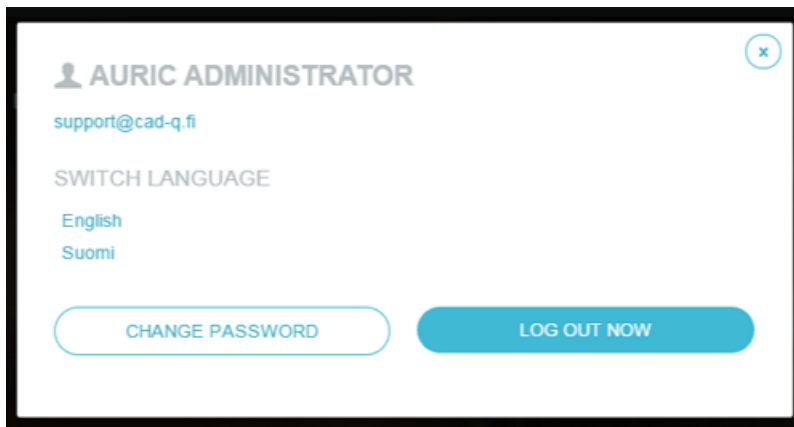 AURIC ADMINISTRATOR
x
support@cad-q.fi
SWITCH LANGUAGE
English
Suomi
CHANGE PASSWORD
LOG OUT NOW